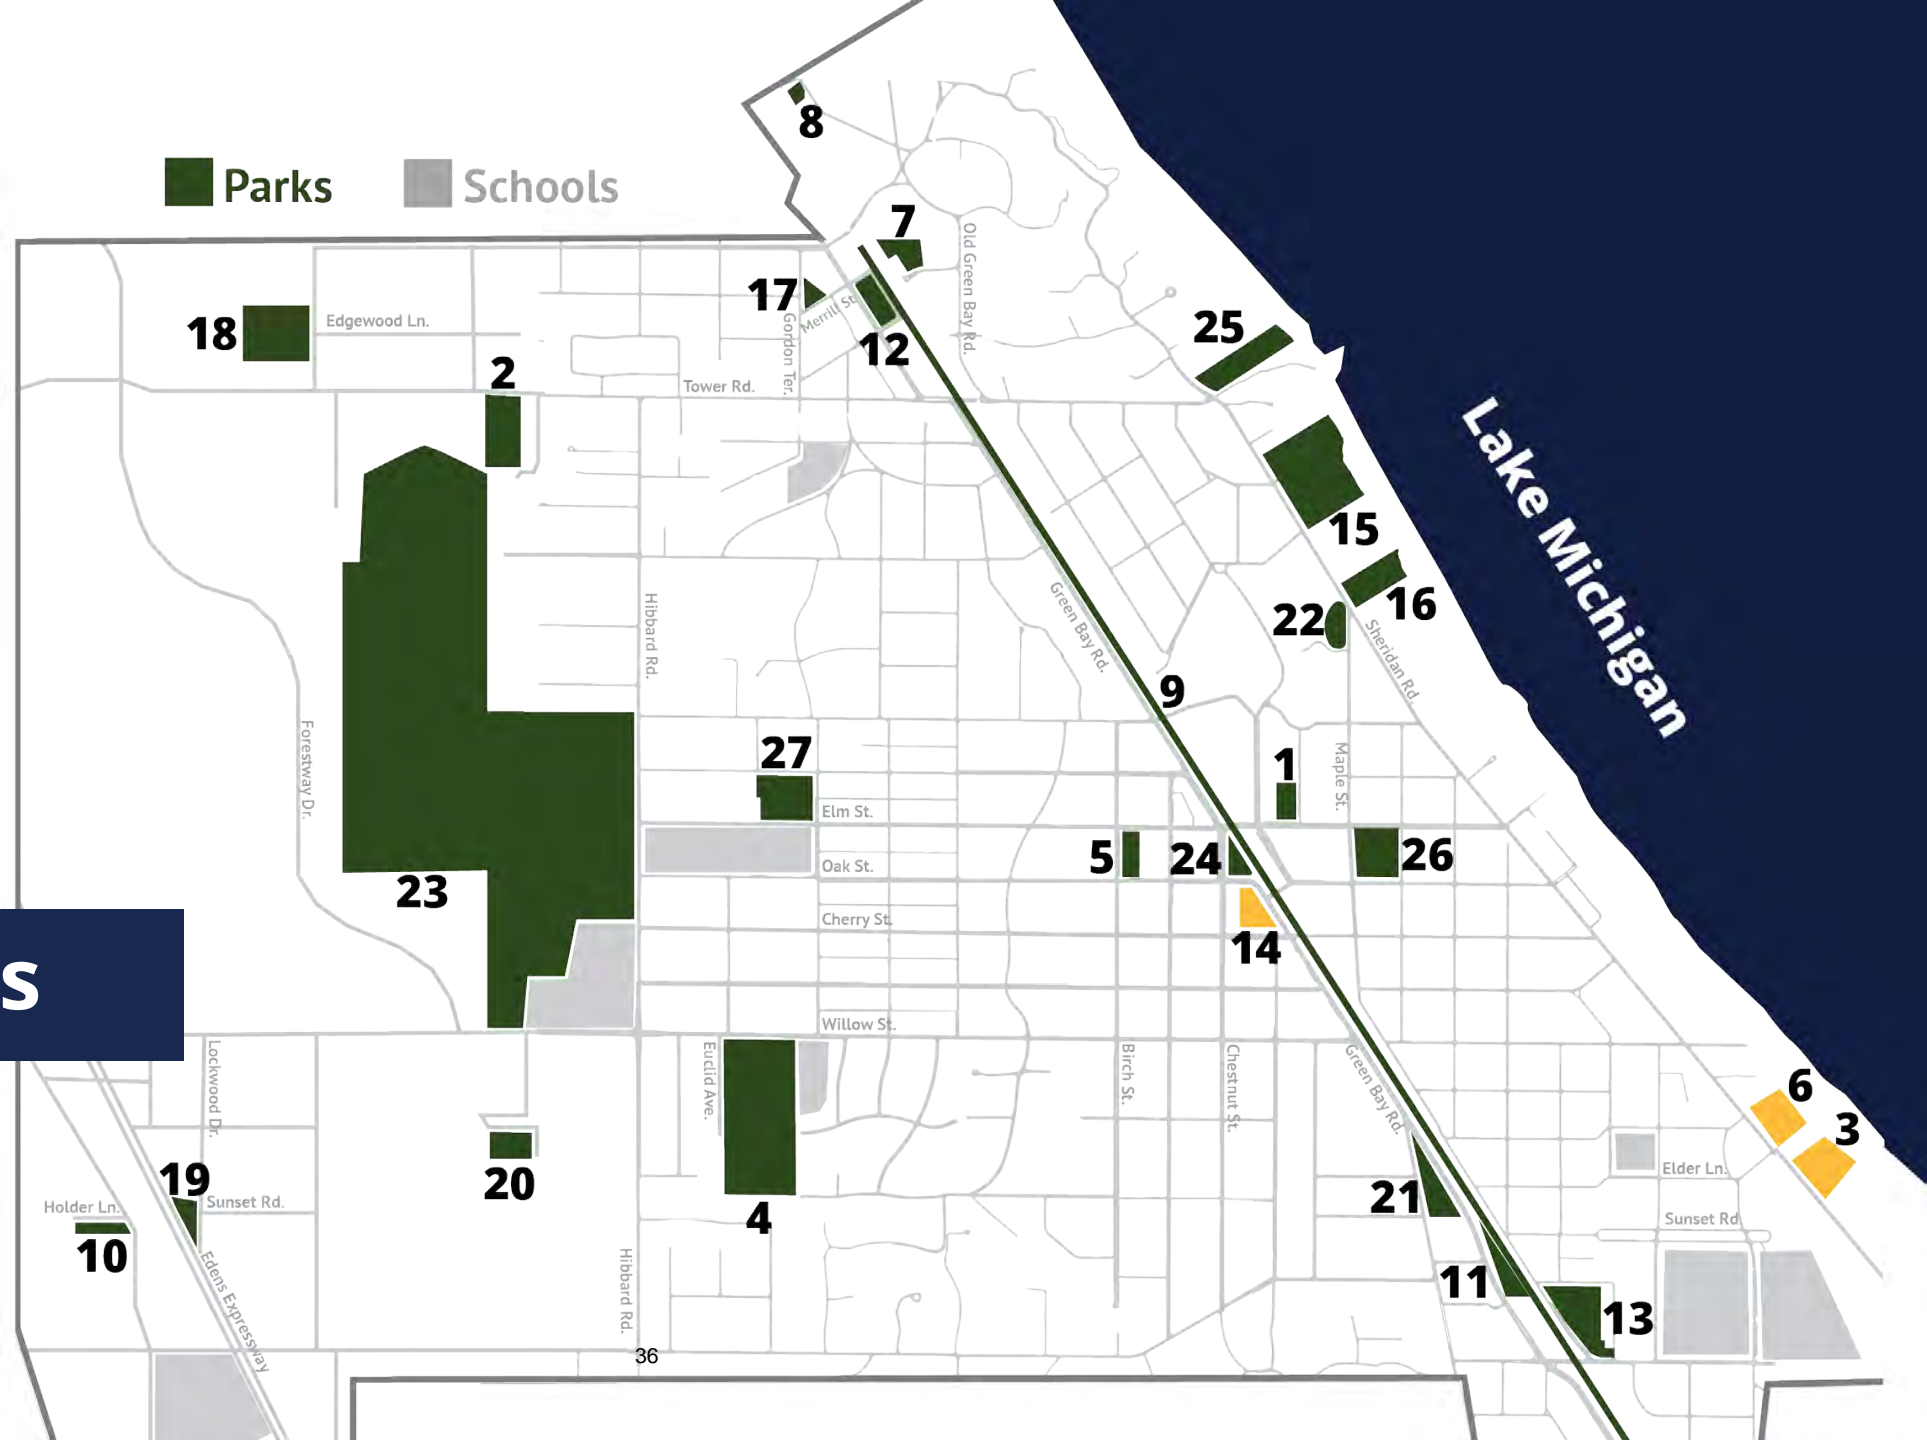 8
Parks
Schools
7
Old Green Bay Rd.
17
Merrill St.
18
Edgewood Ln.
Gordon Ter.
12
25
2
Tower Rd.
Lake Michigan
15
Hibbard Rd.
Green Bay Rd.
16
22
Sheridan Rd.
9
Forestway Dr.
27
1
Maple St.
Elm St.
5
24
26
Oak St.
23
Cherry St.
14
s
Willow St.
Lockwood Dr.
Euclid Ave.
Birch St.
Chestnut St.
Green Bay Rd.
6
3
19
20
Elder Ln.
Holder Ln.
Sunset Rd.
21
4
Sunset Rd.
10
Edens Expressway
Hibbard Rd.
11
13
36